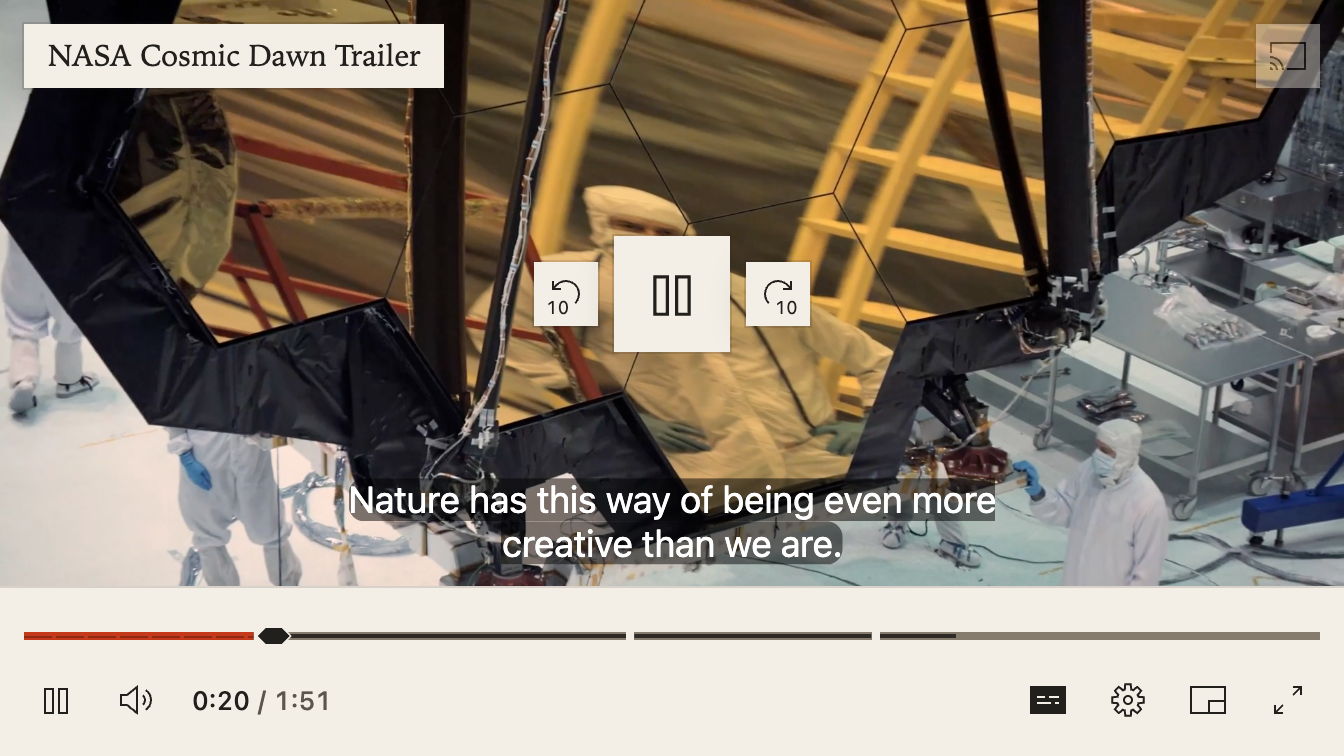 NASA Cosmic Dawn Trailer
10
10
Nature has this way of being even more
creative than we are.
0:20 / 1:51